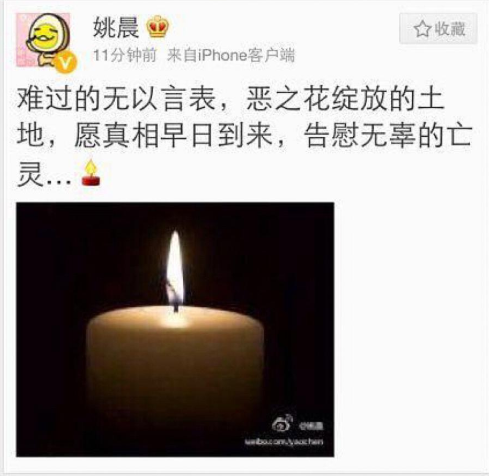 姚晨
收藏
11分钟前 来自iPhone客户端
难过的无以言表，恶之花绽放的土
地，愿真相早日到来，告慰无辜的亡
灵...
@姚晨
weibo.com/yaochen